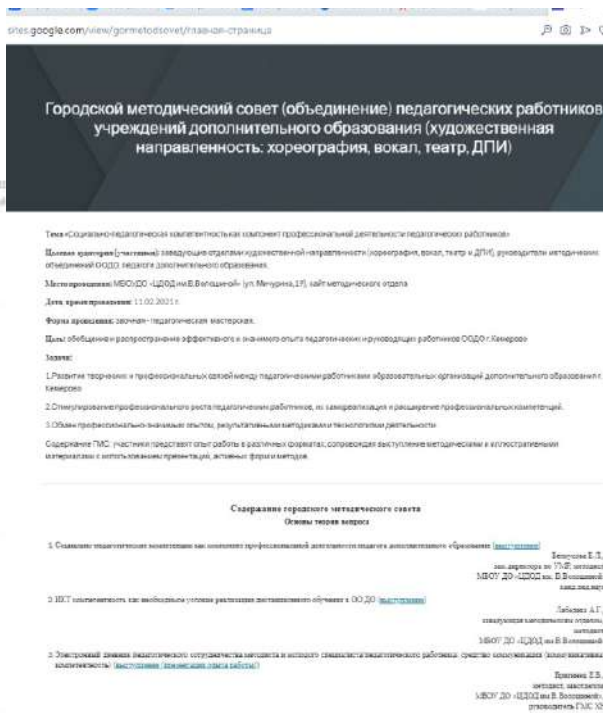 sites.google.com/view/gormetodsovet/главная-страница
Городской методический совет (объединение) педагогических работников
учреждений дополнительного образования (художественная
направленность: хореография, вокал, театр, ДПИ)
Тема «Социально-педагогическая компетентность как компонент профессиональной деятельности педагогических работников»
Целевая аудитория (участники): заведующие отделами художественной направленности (хореография, вокал, театр и ДПИ), руководители методических
объединений ООДО, педагоги дополнительного образования.
Место проведения: МБОУДО «ЦДОД им.В.Волошиной» (ул. Мичурина,19), сайт методического отдела
Дата, время проведения: 11.02.2021 г.
Форма проведения: заочная - педагогическая мастерская.
Цель: обобщение и распространение эффективного и значимого опыта педагогических и руководящих работников ООДО г.Кемерово
Задачи:
1.Развитие творческих и профессиональных связей между педагогическими работниками образовательных организаций дополнительного образования г.
Кемерово
2.Стимулирование профессионального роста педагогических работников, их самореализация и расширение профессиональных компетенций.
3.Обмен профессионально-значимым опытом, результативными методиками и технологиями деятельности
Содержание ГМС: участники представят опыт работы в различных форматах, сопровождая выступление методическими и иллюстративными
материалами с использованием презентаций, активных форм и методов.
Содержание городского методического совета
Основы теории вопроса
1. Социально-педагогическая компетенция как компонент профессиональной деятельности педагога дополнительного образования (выступление)
Белоусова Е.Л,
зам.директора по УМР, методист
МБОУ ДО «ЦДОД им. В.Волошиной»
2. ИКТ компетентность как необходимое условие реализации дистанционного обучения в ОО ДО (выступление)
Лебедева А.Г,
заведующая методическим отделом,
методист
МБОУ ДО «ЦДОД им В.Волошиной»
3. Электронный дневник педагогического сотрудничества методиста и молодого специалиста педагогического работника: средство коммуникации (коммуникативная
компетентность) (выступление (презентация опыта работы))
Е.В,
методист,
МБОУ ДО «ЦДОД им В. Волошиной»,
руководитель ГМС ХН